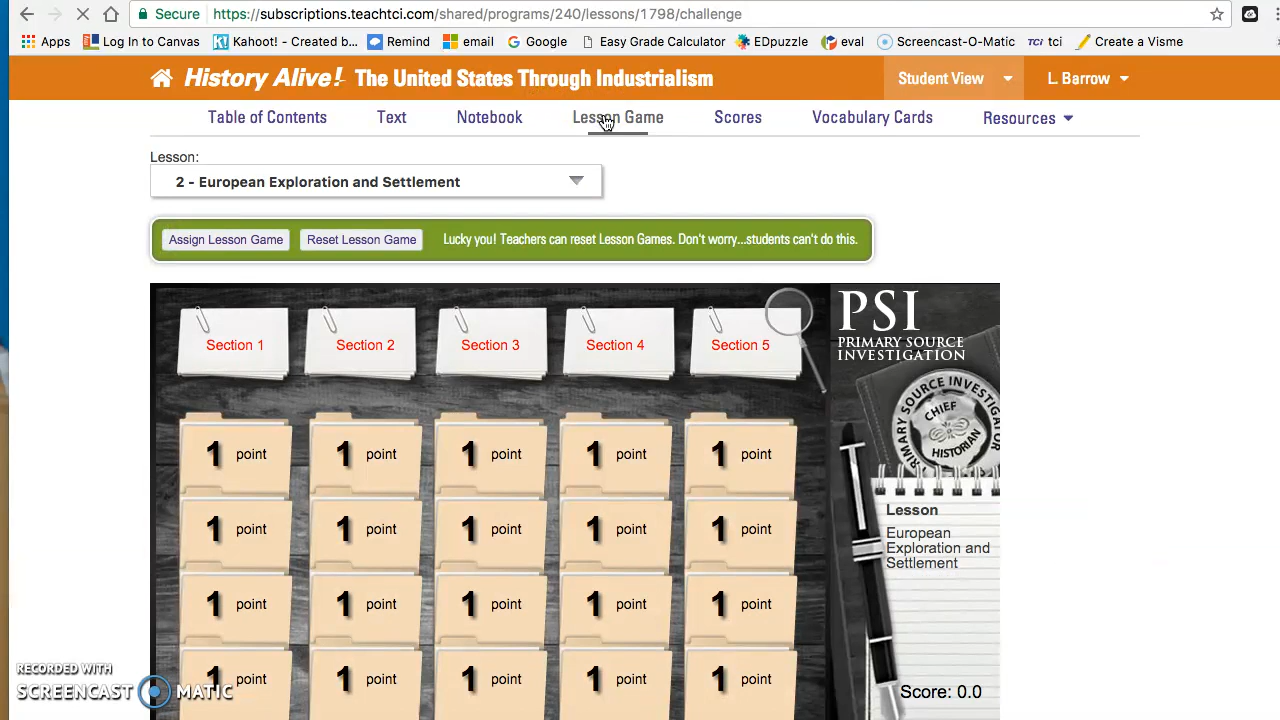 Secure https://subscriptions.teachtci.com/shared/programs/240/lessons/1798/challenge
Apps Log In to Canvas Kahoot! - Created b... Remind email Google Easy Grade Calculator EDpuzzle eval Screencast-O-Matic TCi tci Create a Visme
History Alive! The United States Through Industrialism Student View L. Barrow
Table of Contents Text Notebook Lesson Game Scores Vocabulary Cards Resources
Lesson:
2 - European Exploration and Settlement
Assign Lesson Game Reset Lesson Game Lucky you! Teachers can reset Lesson Games. Don't worry...students can't do this.
PSI
PRIMARY SOURCE
INVESTIGATION
Section 1 Section 2 Section 3 Section 4 Section 5
PRIMARY SOURCE INVESTIGATOR
CHIEF
HISTORIAN
1 point 1 point 1 point 1 point 1 point
1 point 1 point 1 point 1 point 1 point
1 point 1 point 1 point 1 point 1 point
1 point 1 point 1 point 1 point 1 point
Lesson
European
Exploration and
Settlement
Score: 0.0
RECORDED WITH
SCREENCAST MATIC